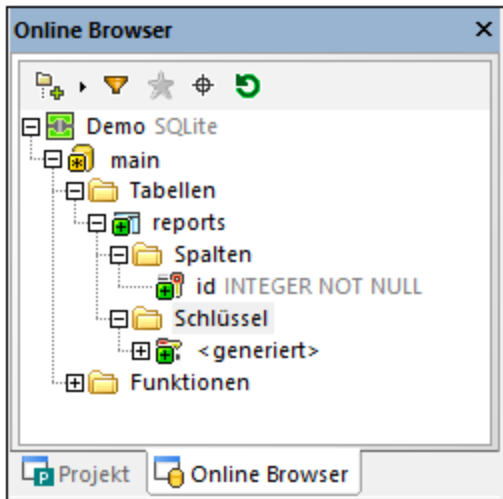 Online Browser
Demo SQLite
main
Tabellen
reports
Spalten
id INTEGER NOT NULL
Schlüssel
<generiert>
Funktionen
Projekt Online Browser